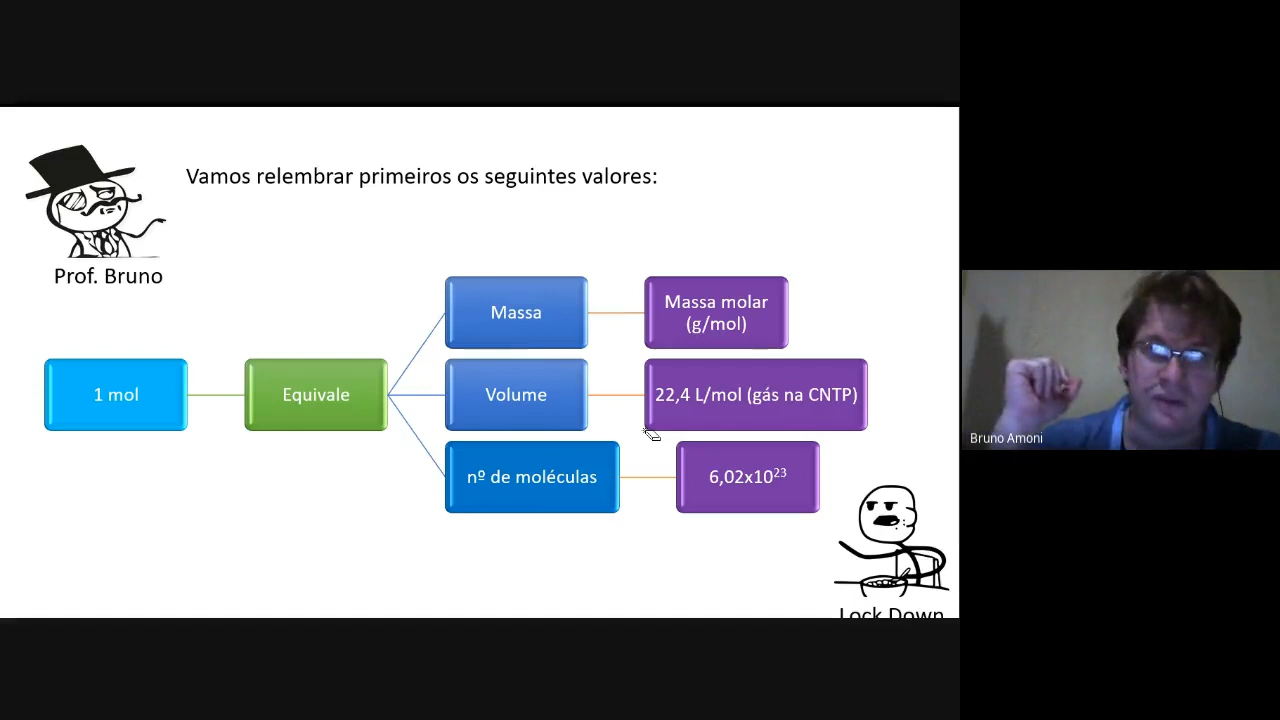 Vamos relembrar primeiros os seguintes valores:
Prof. Bruno
1 mol
Equivale
Massa
Massa molar
(g/mol)
Volume
22,4 L/mol (gás na CNTP)
nº de moléculas
6,02x10²³
Lock Down
Bruno Amoni